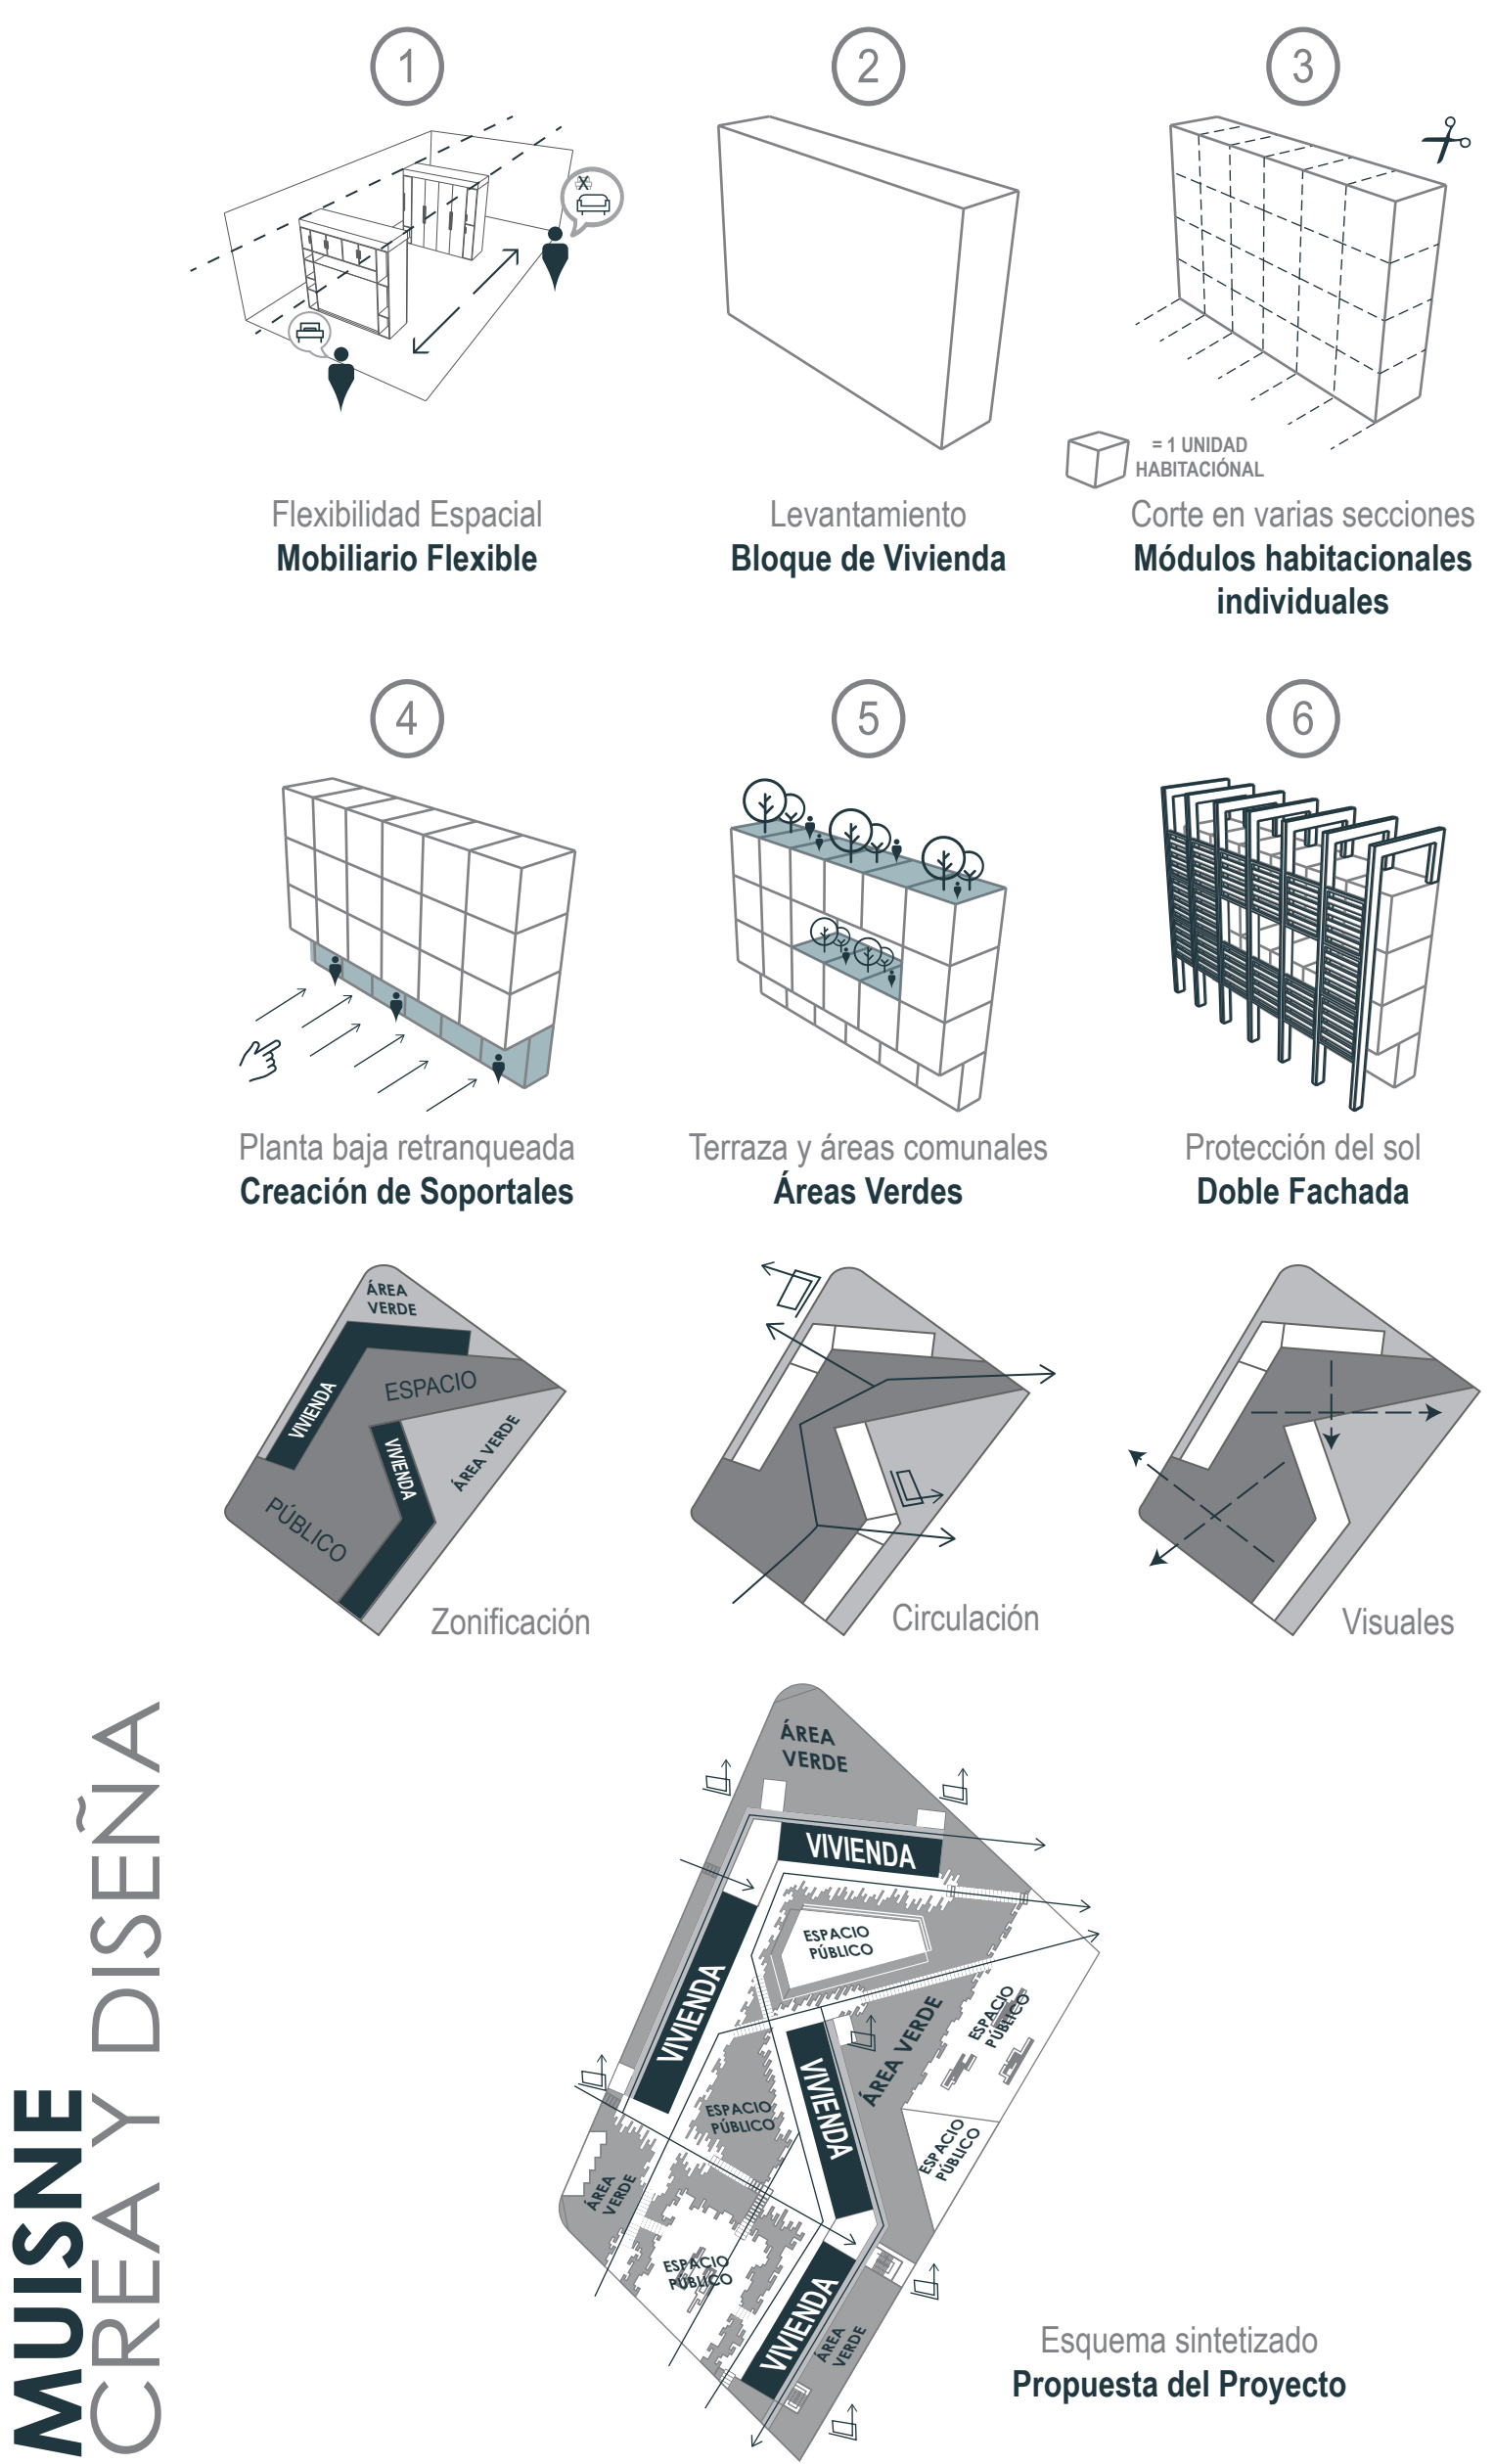 1
2
3
= 1 UNIDAD
HABITACIÓNAL
Flexibilidad Espacial
Mobiliario Flexible
Levantamiento
Bloque de Vivienda
Corte en varias secciones
Módulos habitacionales
individuales
4
5
6
Planta baja retranqueada
Creación de Soportales
Terraza y áreas comunales
Áreas Verdes
Protección del sol
Doble Fachada
ÁREA
VERDE
VIVIENDA
ESPACIO
VIVIENDA
ÁREA VERDE
PÚBLICO
Zonificación
Circulación
Visuales
ÁREA
VERDE
VIVIENDA
ESPACIO
PÚBLICO
VIVIENDA
ESPACIO
PÚBLICO
ÁREA VERDE
VIVIENDA
ESPACIO
PÚBLICO
ESPACIO
PÚBLICO
ÁREA
VERDE
ESPACIO
PÚBLICO
VIVIENDA
ÁREA
VERDE
Esquema sintetizado
Propuesta del Proyecto
MUISNE
CREA Y DISEÑA